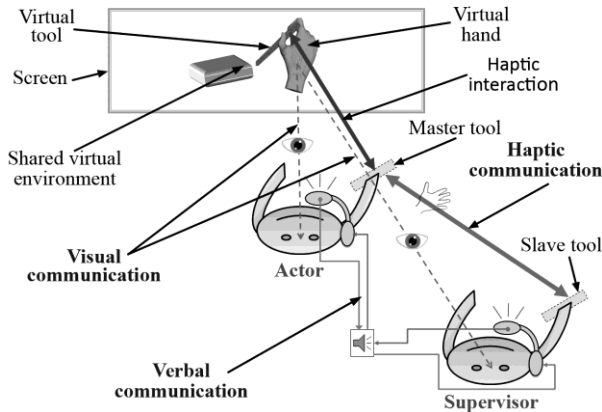 Virtual
tool
Virtual
hand
Screen
Haptic
interaction
Shared virtual
environment
Master tool
Haptic
communication
Visual
communication
Actor
Slave tool
Verbal
communication
Supervisor